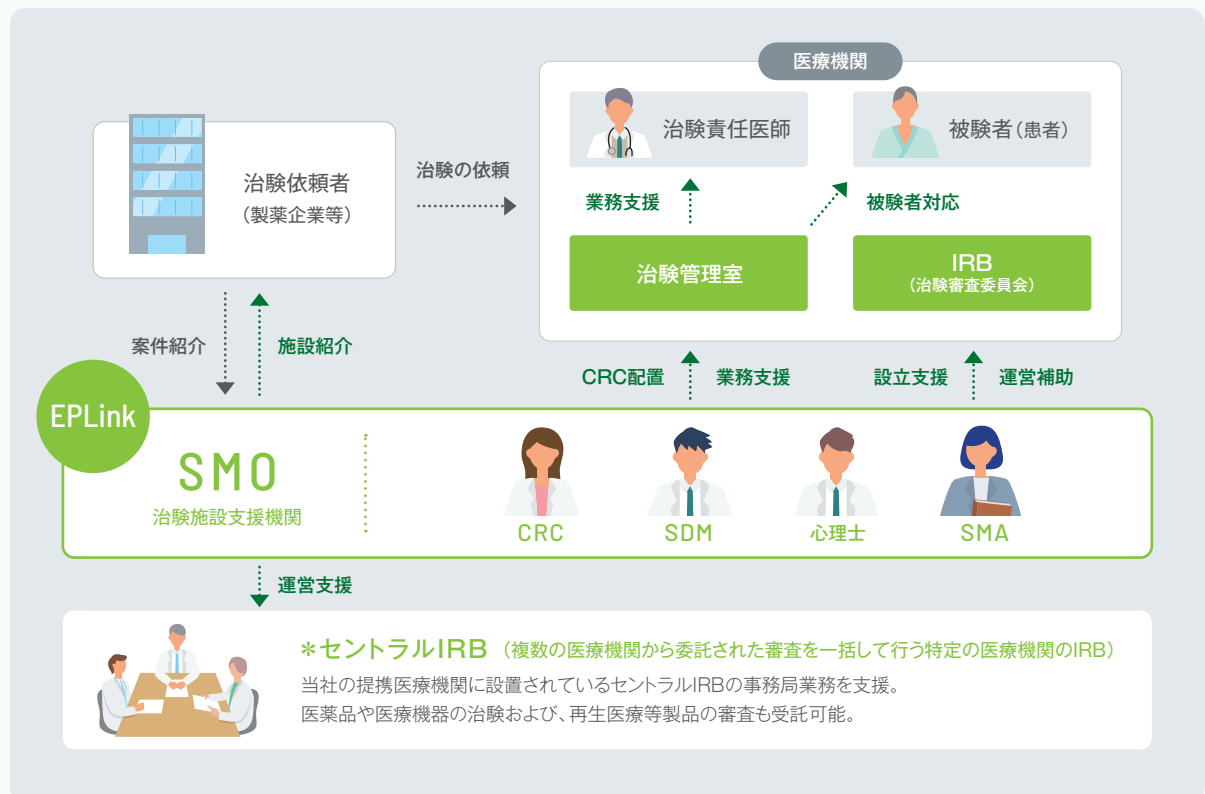 医療機関
治験責任医師
被験者（患者）
治験依頼者
（製薬企業等）
治験の依頼
業務支援
被験者対応
治験管理室
IRB
（治験審査委員会）
案件紹介
施設紹介
CRC配置
業務支援
設立支援
運営補助
EPLink
SMO
治験施設支援機関
CRC
SDM
心理士
SMA
運営支援
＊セントラルIRB（複数の医療機関から委託された審査を一括して行う特定の医療機関のIRB）
当社の提携医療機関に設置されているセントラルIRBの事務局業務を支援。
医薬品や医療機器の治験および、再生医療等製品の審査も受託可能。